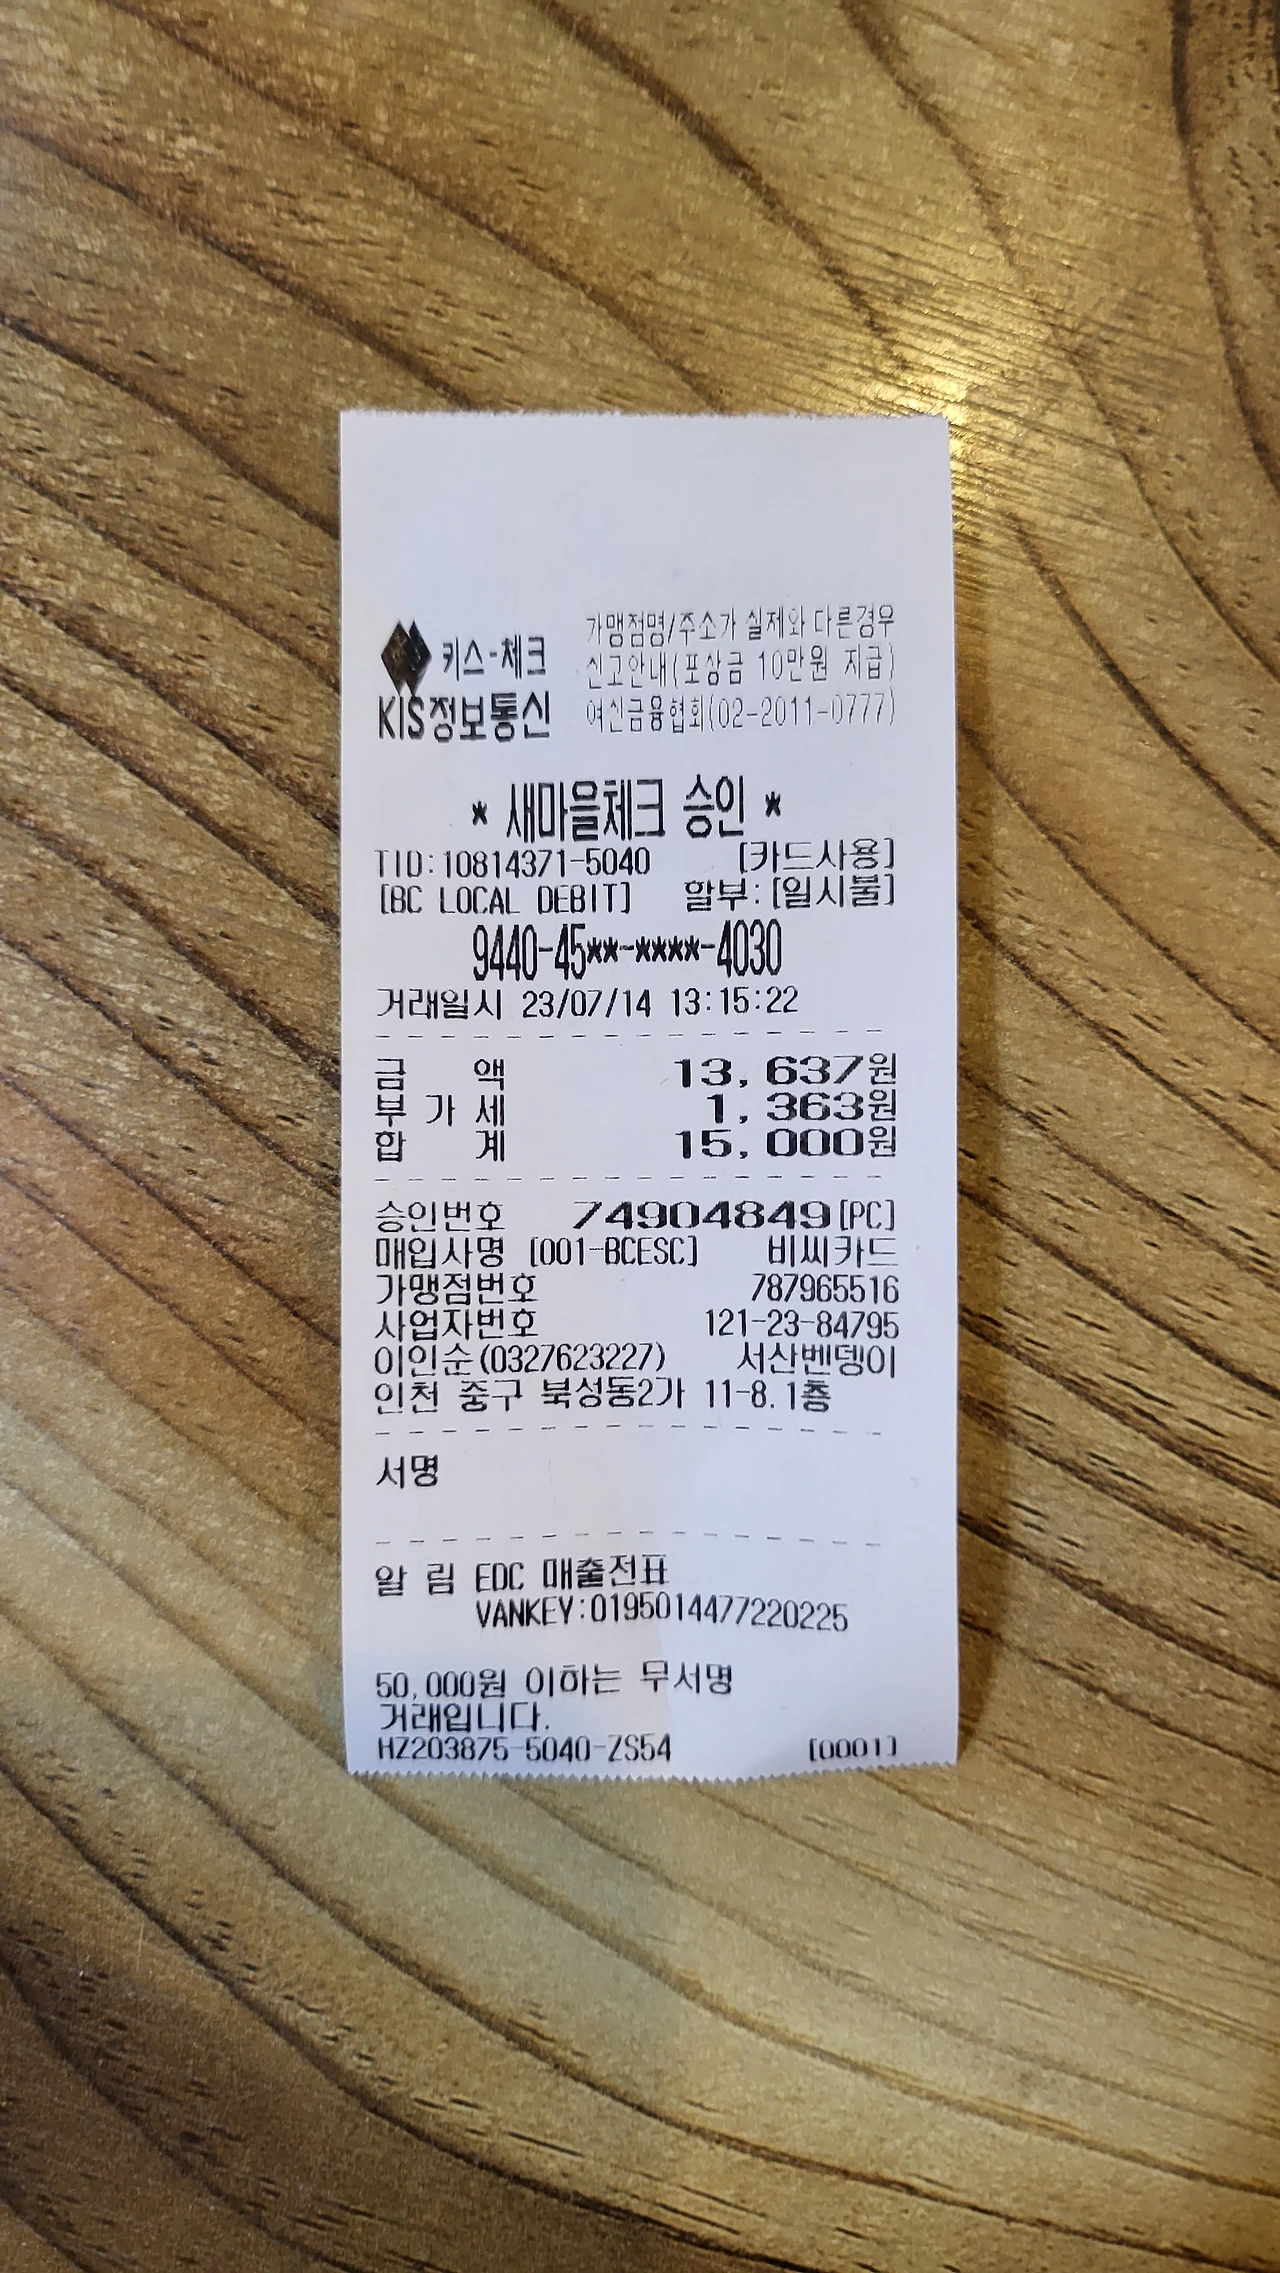 키스-체크
KIS정보통신
가맹점명/주소가 실제와 다른경우
신고안내(포상금 10만원 지급)
여신금융협회(02-2011-0777)
* 새마을체크 승인 *
TID:10814371-5040 [카드사용]
[BC LOCAL DEBIT] 할부:[일시불]
9440-45**-****-4030
거래일시 23/07/14 13:15:22
금 액 13,637원
부 가 세 1,363원
합 계 15,000원
승인번호 74904849[PC]
매입사명 [001-BCESC] 비씨카드
가맹점번호 787965516
사업자번호 121-23-84795
이인순(0327623227) 서산벤뎅이
인천 중구 북성동2가 11-8.1층
서명
알 림 EDC 매출전표
VANKEY:0195014477220225
50,000원 이하는 무서명
거래입니다.
HZ203875-5040-ZS54 [0001]